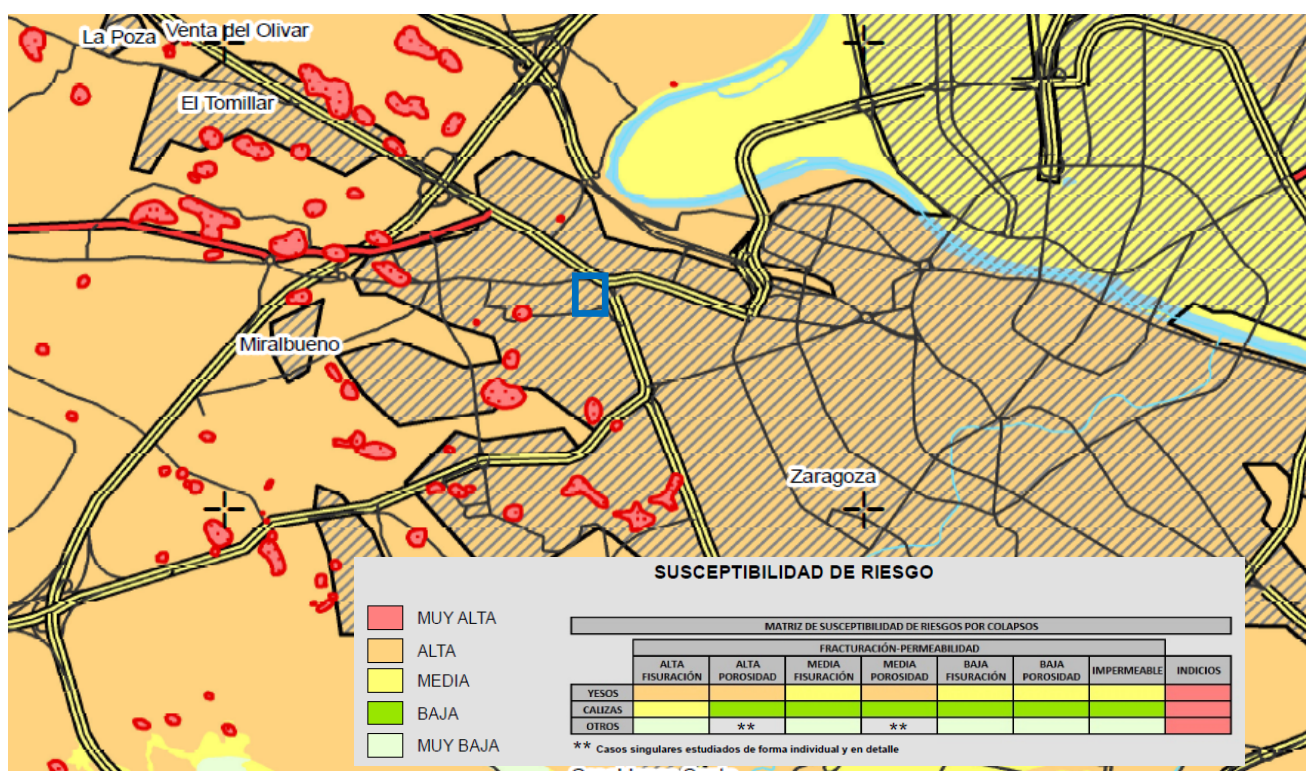 La Poza
Venta del Olivar
El Tomillar
Miralbueno
Zaragoza
SUSCEPTIBILIDAD DE RIESGO
MUY ALTA
ALTA
MEDIA
BAJA
MUY BAJA
MATRIZ DE SUSCEPTIBILIDAD DE RIESGOS POR COLAPSOS
FRACTURACIÓN-PERMEABILIDAD
ALTA FISURACIÓN
ALTA POROSIDAD
MEDIA FISURACIÓN
MEDIA POROSIDAD
BAJA FISURACIÓN
BAJA POROSIDAD
IMPERMEABLE
INDICIOS
YESOS
CALIZAS
OTROS ** **
** Casos singulares estudiados de forma individual y en detalle